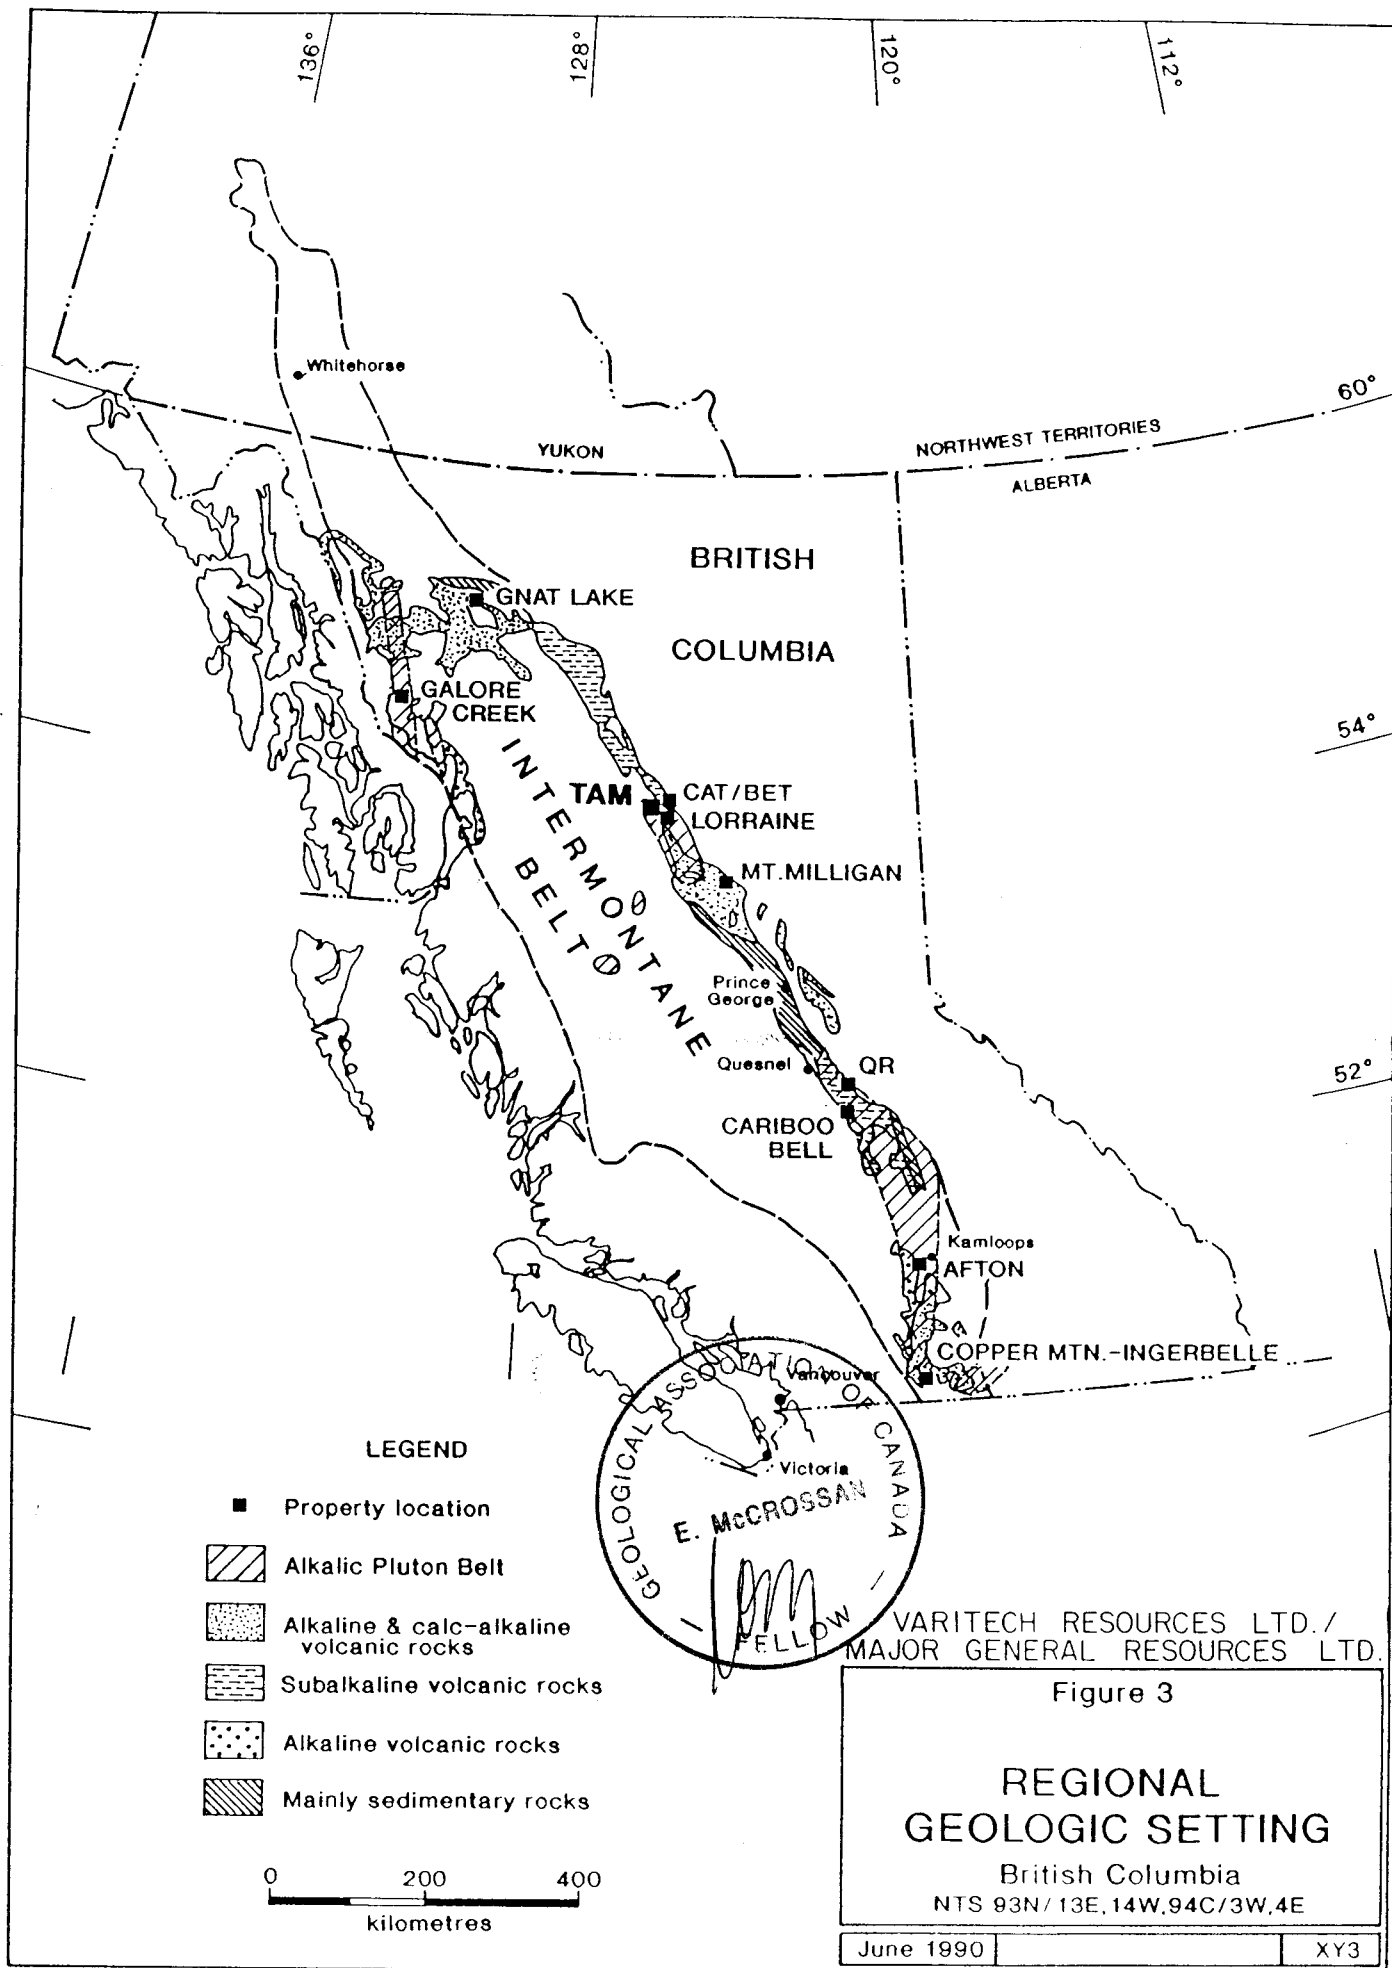 136°
128°
120°
112°
Whitehorse
60°
YUKON
NORTHWEST TERRITORIES
ALBERTA
BRITISH
COLUMBIA
GNAT LAKE
GALORE
CREEK
54°
INTERMONTANE
BELT
TAM
CAT/BET
LORRAINE
MT.MILLIGAN
Prince
George
Quesnel
QR
52°
CARIBOO
BELL
Kamloops
AFTON
COPPER MTN.-INGERBELLE
Vancouver
Victoria
GEOLOGICAL ASSOCIATION OF CANADA
E. McCROSSAN
FELLOW
LEGEND
Property location
Alkalic Pluton Belt
Alkaline & calc-alkaline
volcanic rocks
Subalkaline volcanic rocks
Alkaline volcanic rocks
Mainly sedimentary rocks
0 200 400
kilometres
VARITECH RESOURCES LTD./
MAJOR GENERAL RESOURCES LTD.
Figure 3
REGIONAL
GEOLOGIC SETTING
British Columbia
NTS 93N/13E,14W,94C/3W,4E
June 1990
XY3